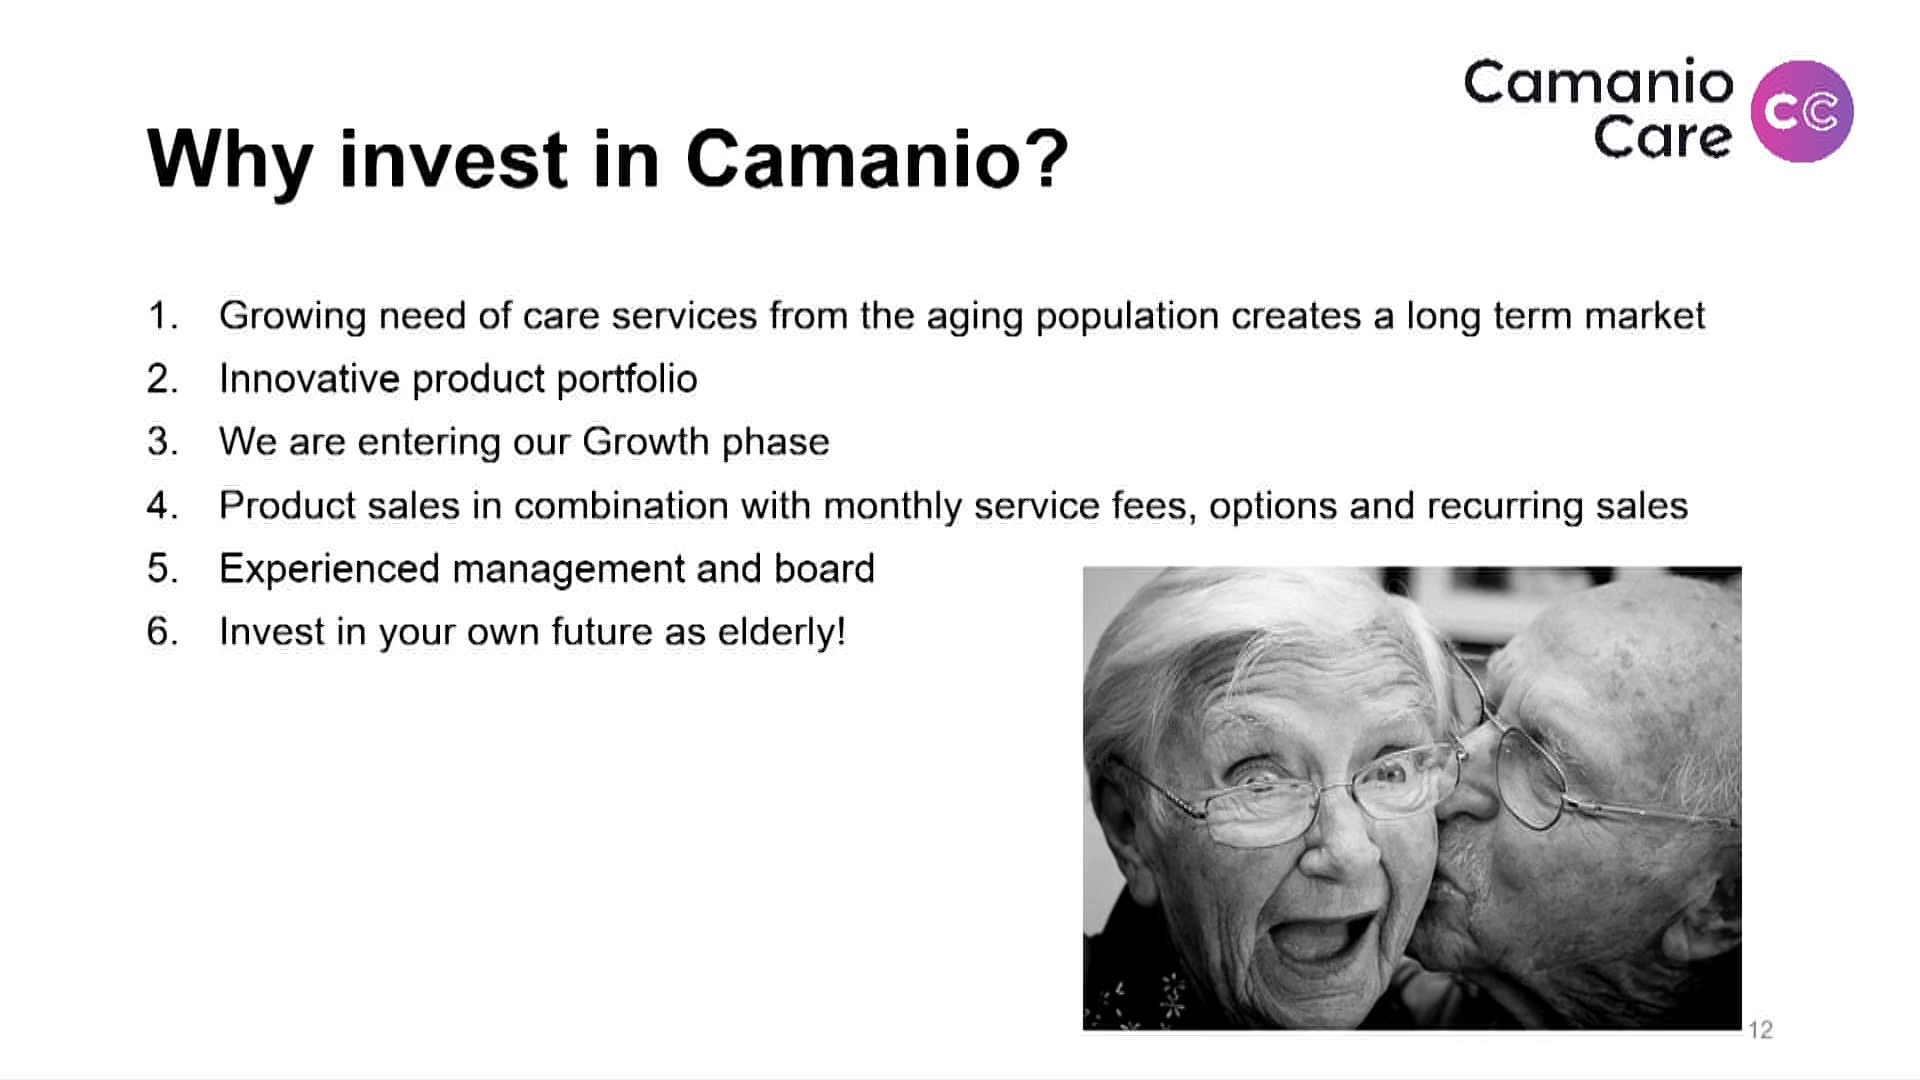 Camanio
Care
CC
Why invest in Camanio?
1. Growing need of care services from the aging population creates a long term market
2. Innovative product portfolio
3. We are entering our Growth phase
4. Product sales in combination with monthly service fees, options and recurring sales
5. Experienced management and board
6. Invest in your own future as elderly!
12